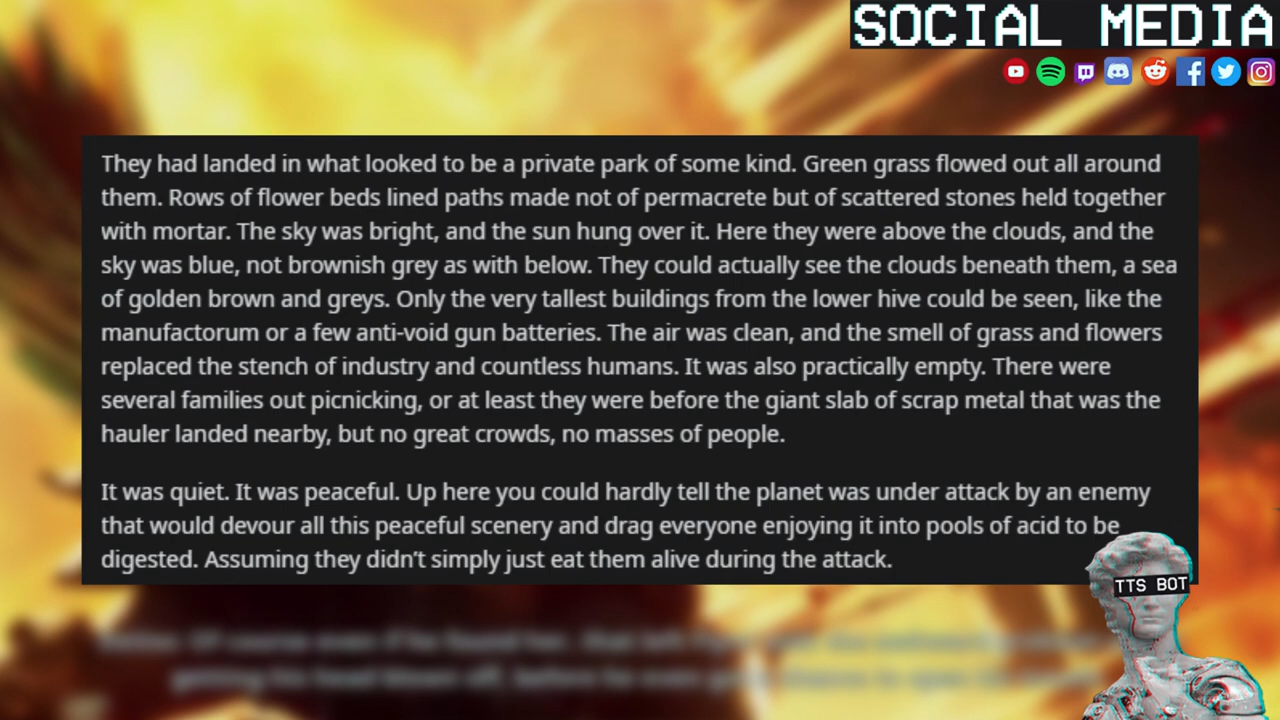 SOCIAL MEDIA
They had landed in what looked to be a private park of some kind. Green grass flowed out all around
them. Rows of flower beds lined paths made not of permacrete but of scattered stones held together
with mortar. The sky was bright, and the sun hung over it. Here they were above the clouds, and the
sky was blue, not brownish grey as with below. They could actually see the clouds beneath them, a sea
of golden brown and greys. Only the very tallest buildings from the lower hive could be seen, like the
manufactorum or a few anti-void gun batteries. The air was clean, and the smell of grass and flowers
replaced the stench of industry and countless humans. It was also practically empty. There were
several families out picnicking, or at least they were before the giant slab of scrap metal that was the
hauler landed nearby, but no great crowds, no masses of people.
It was quiet. It was peaceful. Up here you could hardly tell the planet was under attack by an enemy
that would devour all this peaceful scenery and drag everyone enjoying it into pools of acid to be
digested. Assuming they didn't simply just eat them alive during the attack.
TTS BOT